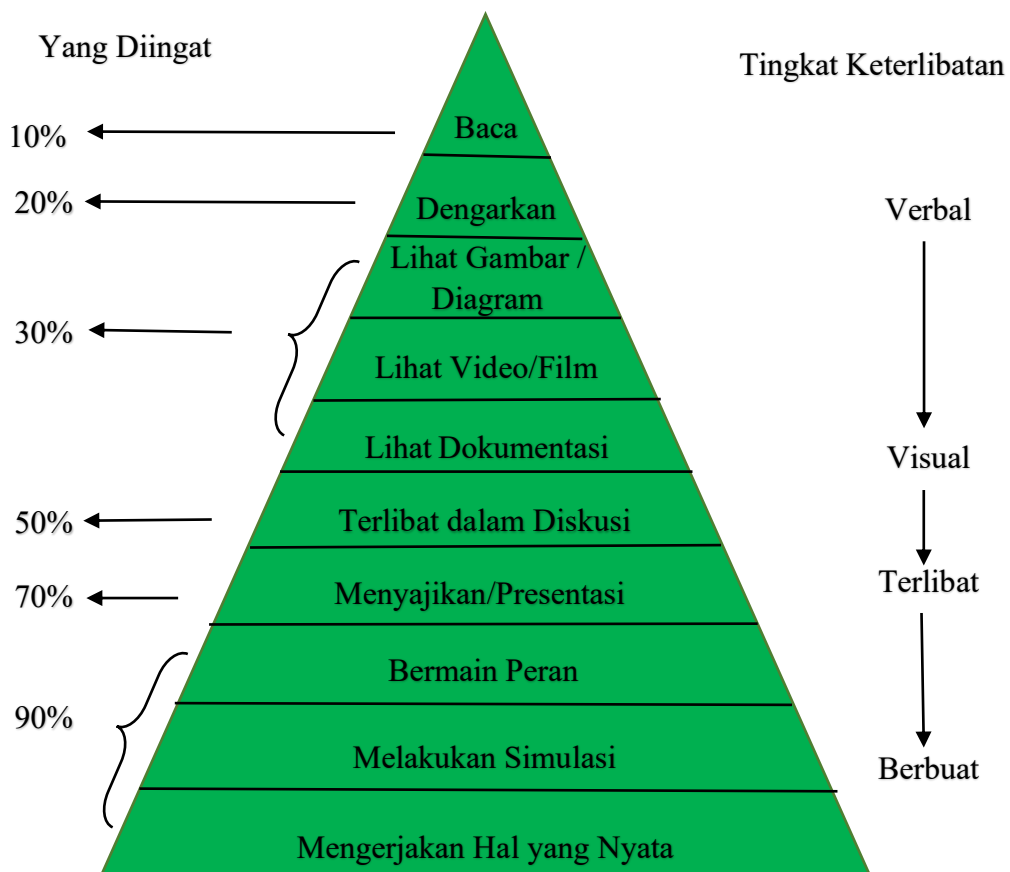 Yang Diingat
Tingkat Keterlibatan
10%
Baca
20%
Dengarkan
Verbal
Lihat Gambar /
Diagram
30%
Lihat Video/Film
Lihat Dokumentasi
Visual
50%
Terlibat dalam Diskusi
70%
Menyajikan/Presentasi
Terlibat
Bermain Peran
90%
Melakukan Simulasi
Berbuat
Mengerjakan Hal yang Nyata